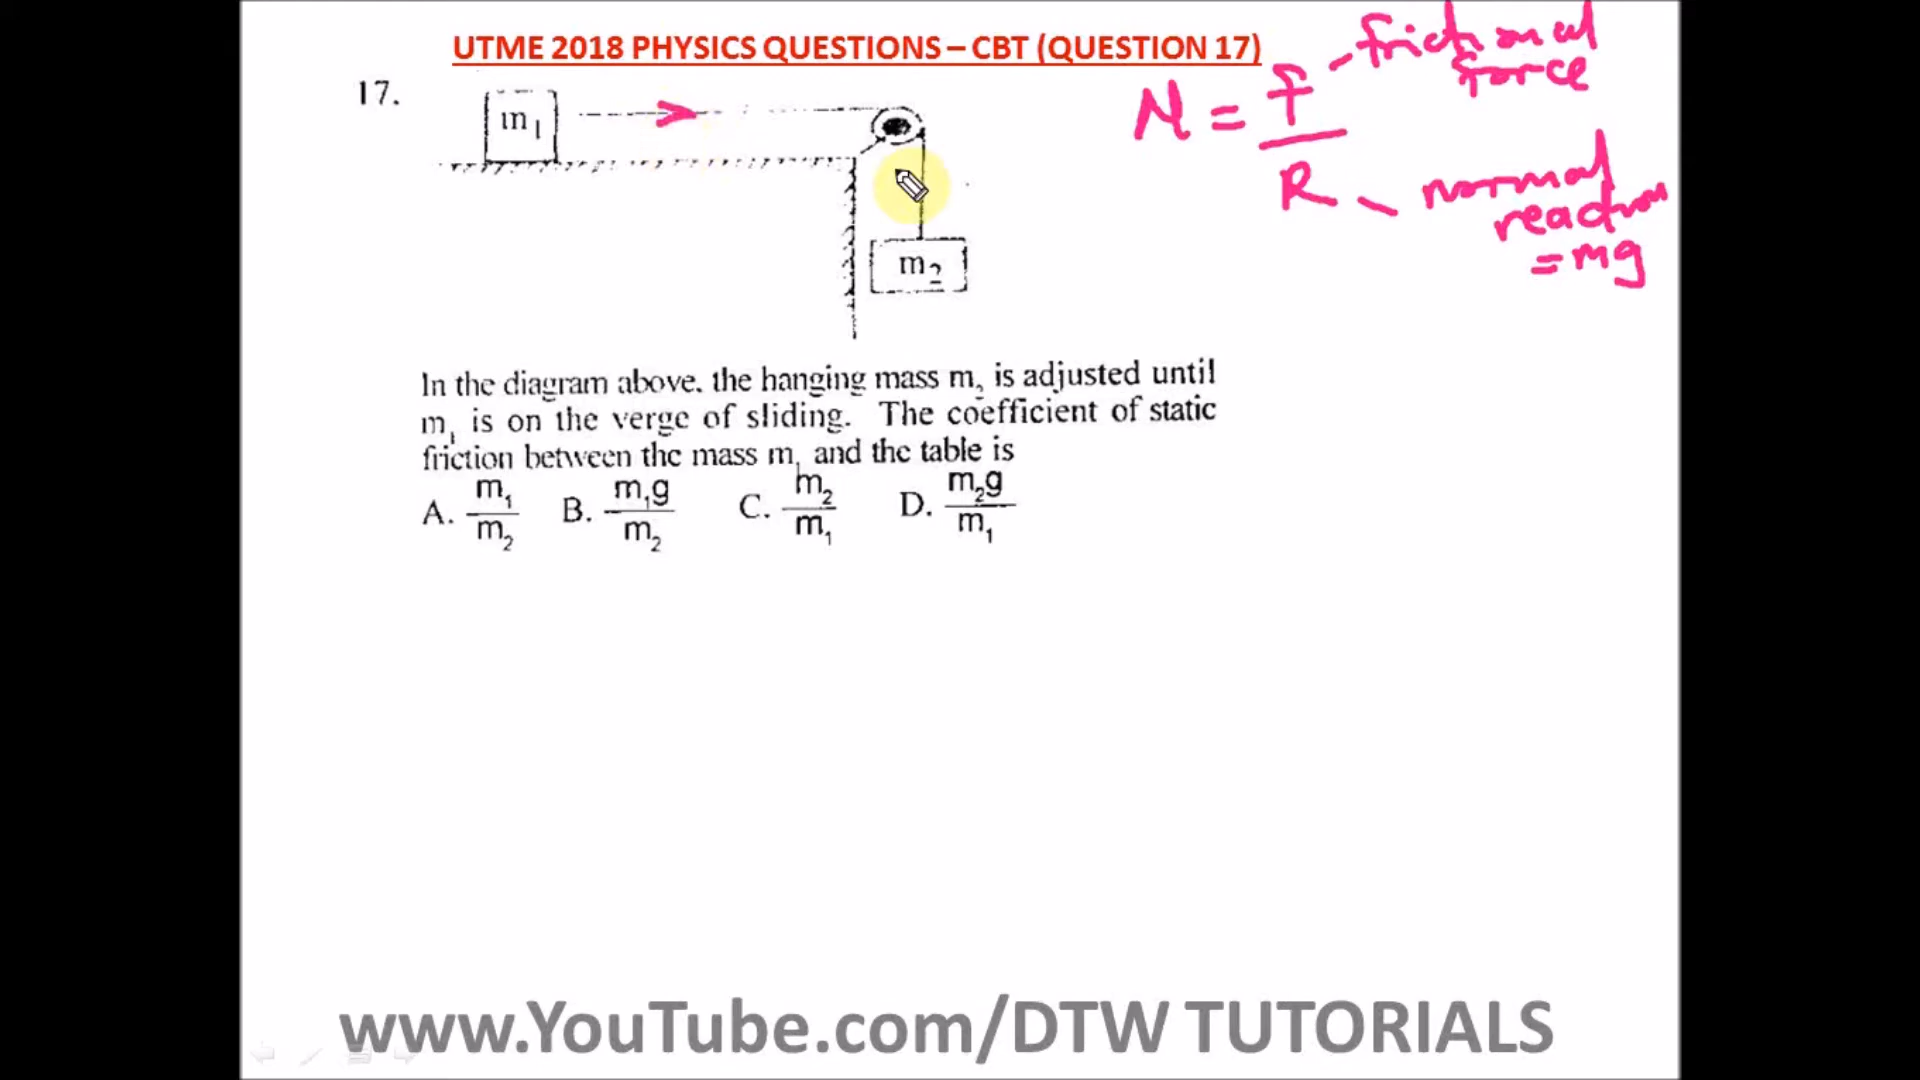 UTME 2018 PHYSICS QUESTIONS – CBT (QUESTION 17)
17.
m1
m2
N = f/R
- frictional
force
- normal
reaction
= mg
In the diagram above, the hanging mass m2 is adjusted until
m1 is on the verge of sliding. The coefficient of static
friction between the mass m1 and the table is
A. m1/m2 B. m1g/m2 C. m2/m1 D. m2g/m1
www.YouTube.com/DTW TUTORIALS